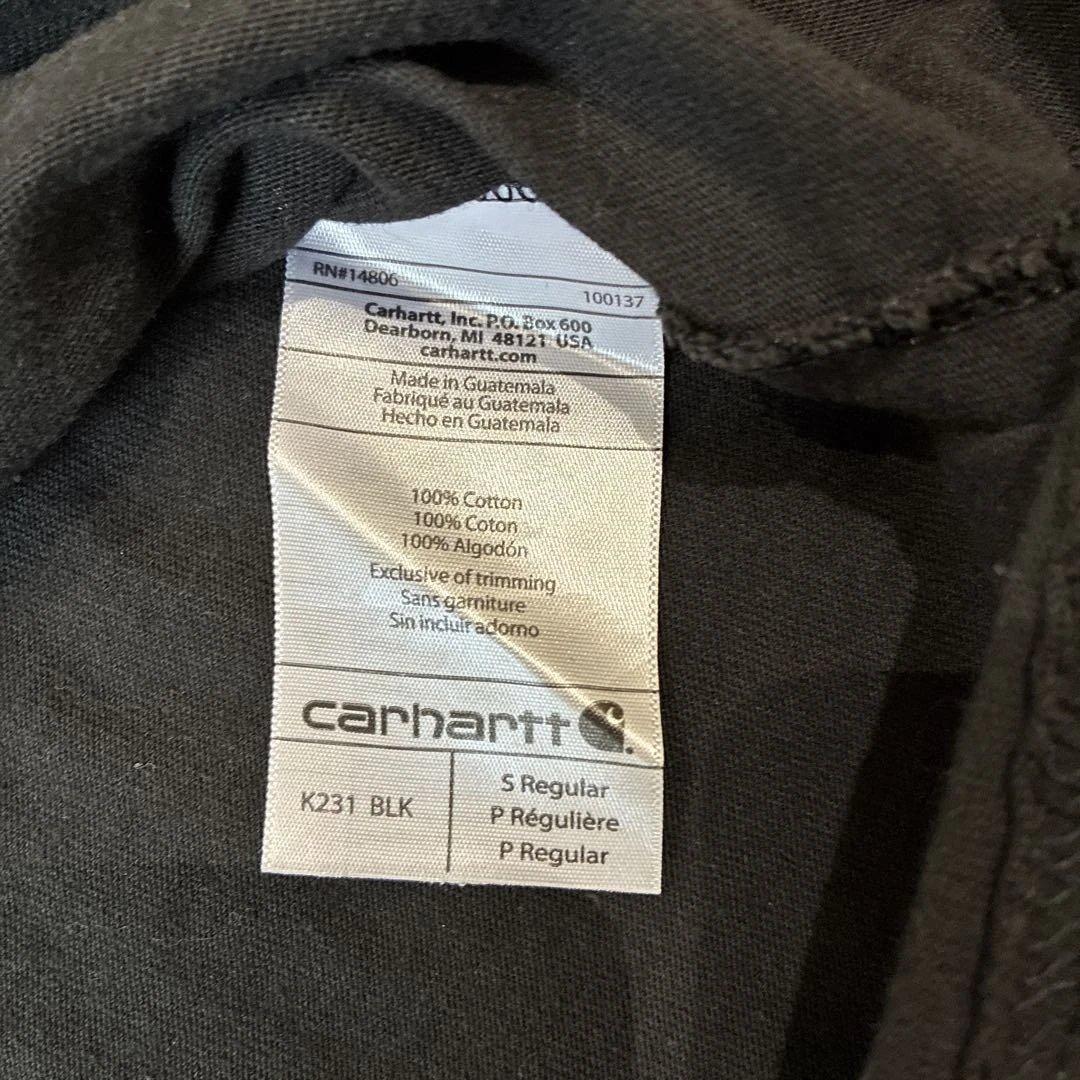 RN#14806
100137
Carhartt, Inc. P.O. Box 600
Dearborn, MI 48121 USA
carhartt.com
Made in Guatemala
Fabriqué au Guatemala
Hecho en Guatemala
100% Cotton
100% Coton
100% Algodón
Exclusive of trimming
Sans garniture
Sin incluir adorno
carhartt
K231 BLK
S Regular
P Régulière
P Regular